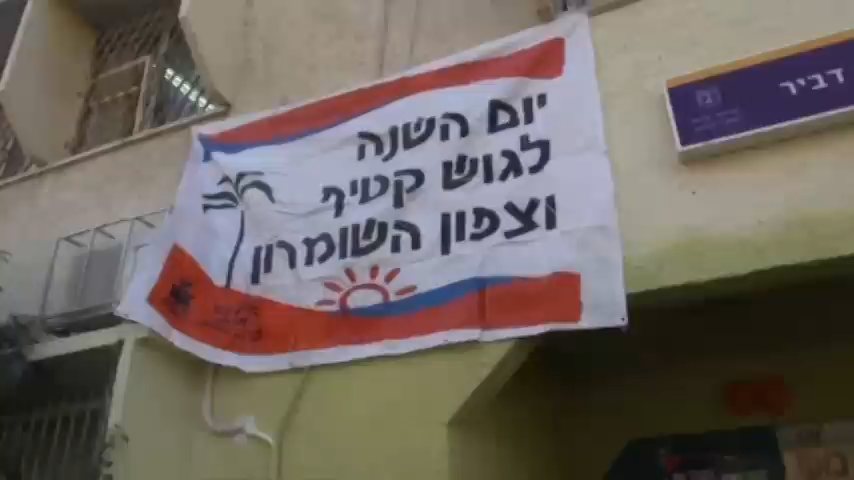 יום השנה
לגוש קטיף
וצפון השומרון
דביר